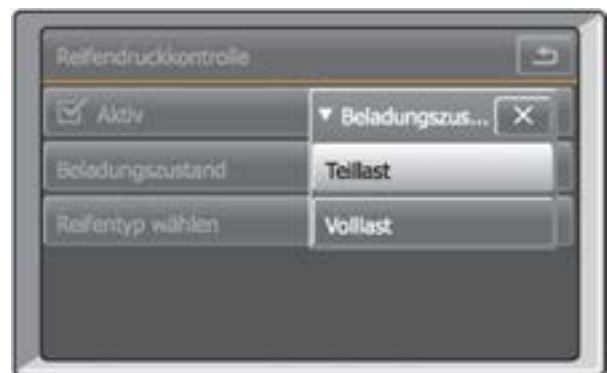 Reifendruckkontrolle
Aktiv
▼ Beladungszus...
Beladungszustand
Teillast
Reifentyp wählen
Volllast